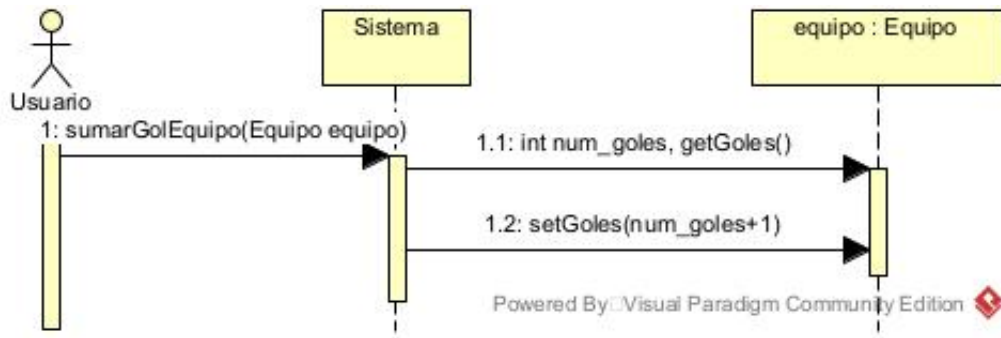 Sistema
equipo : Equipo
Usuario
1: sumarGolEquipo(Equipo equipo)
1.1: int num_goles, getGoles()
1.2: setGoles(num_goles+1)
Powered By Visual Paradigm Community Edition